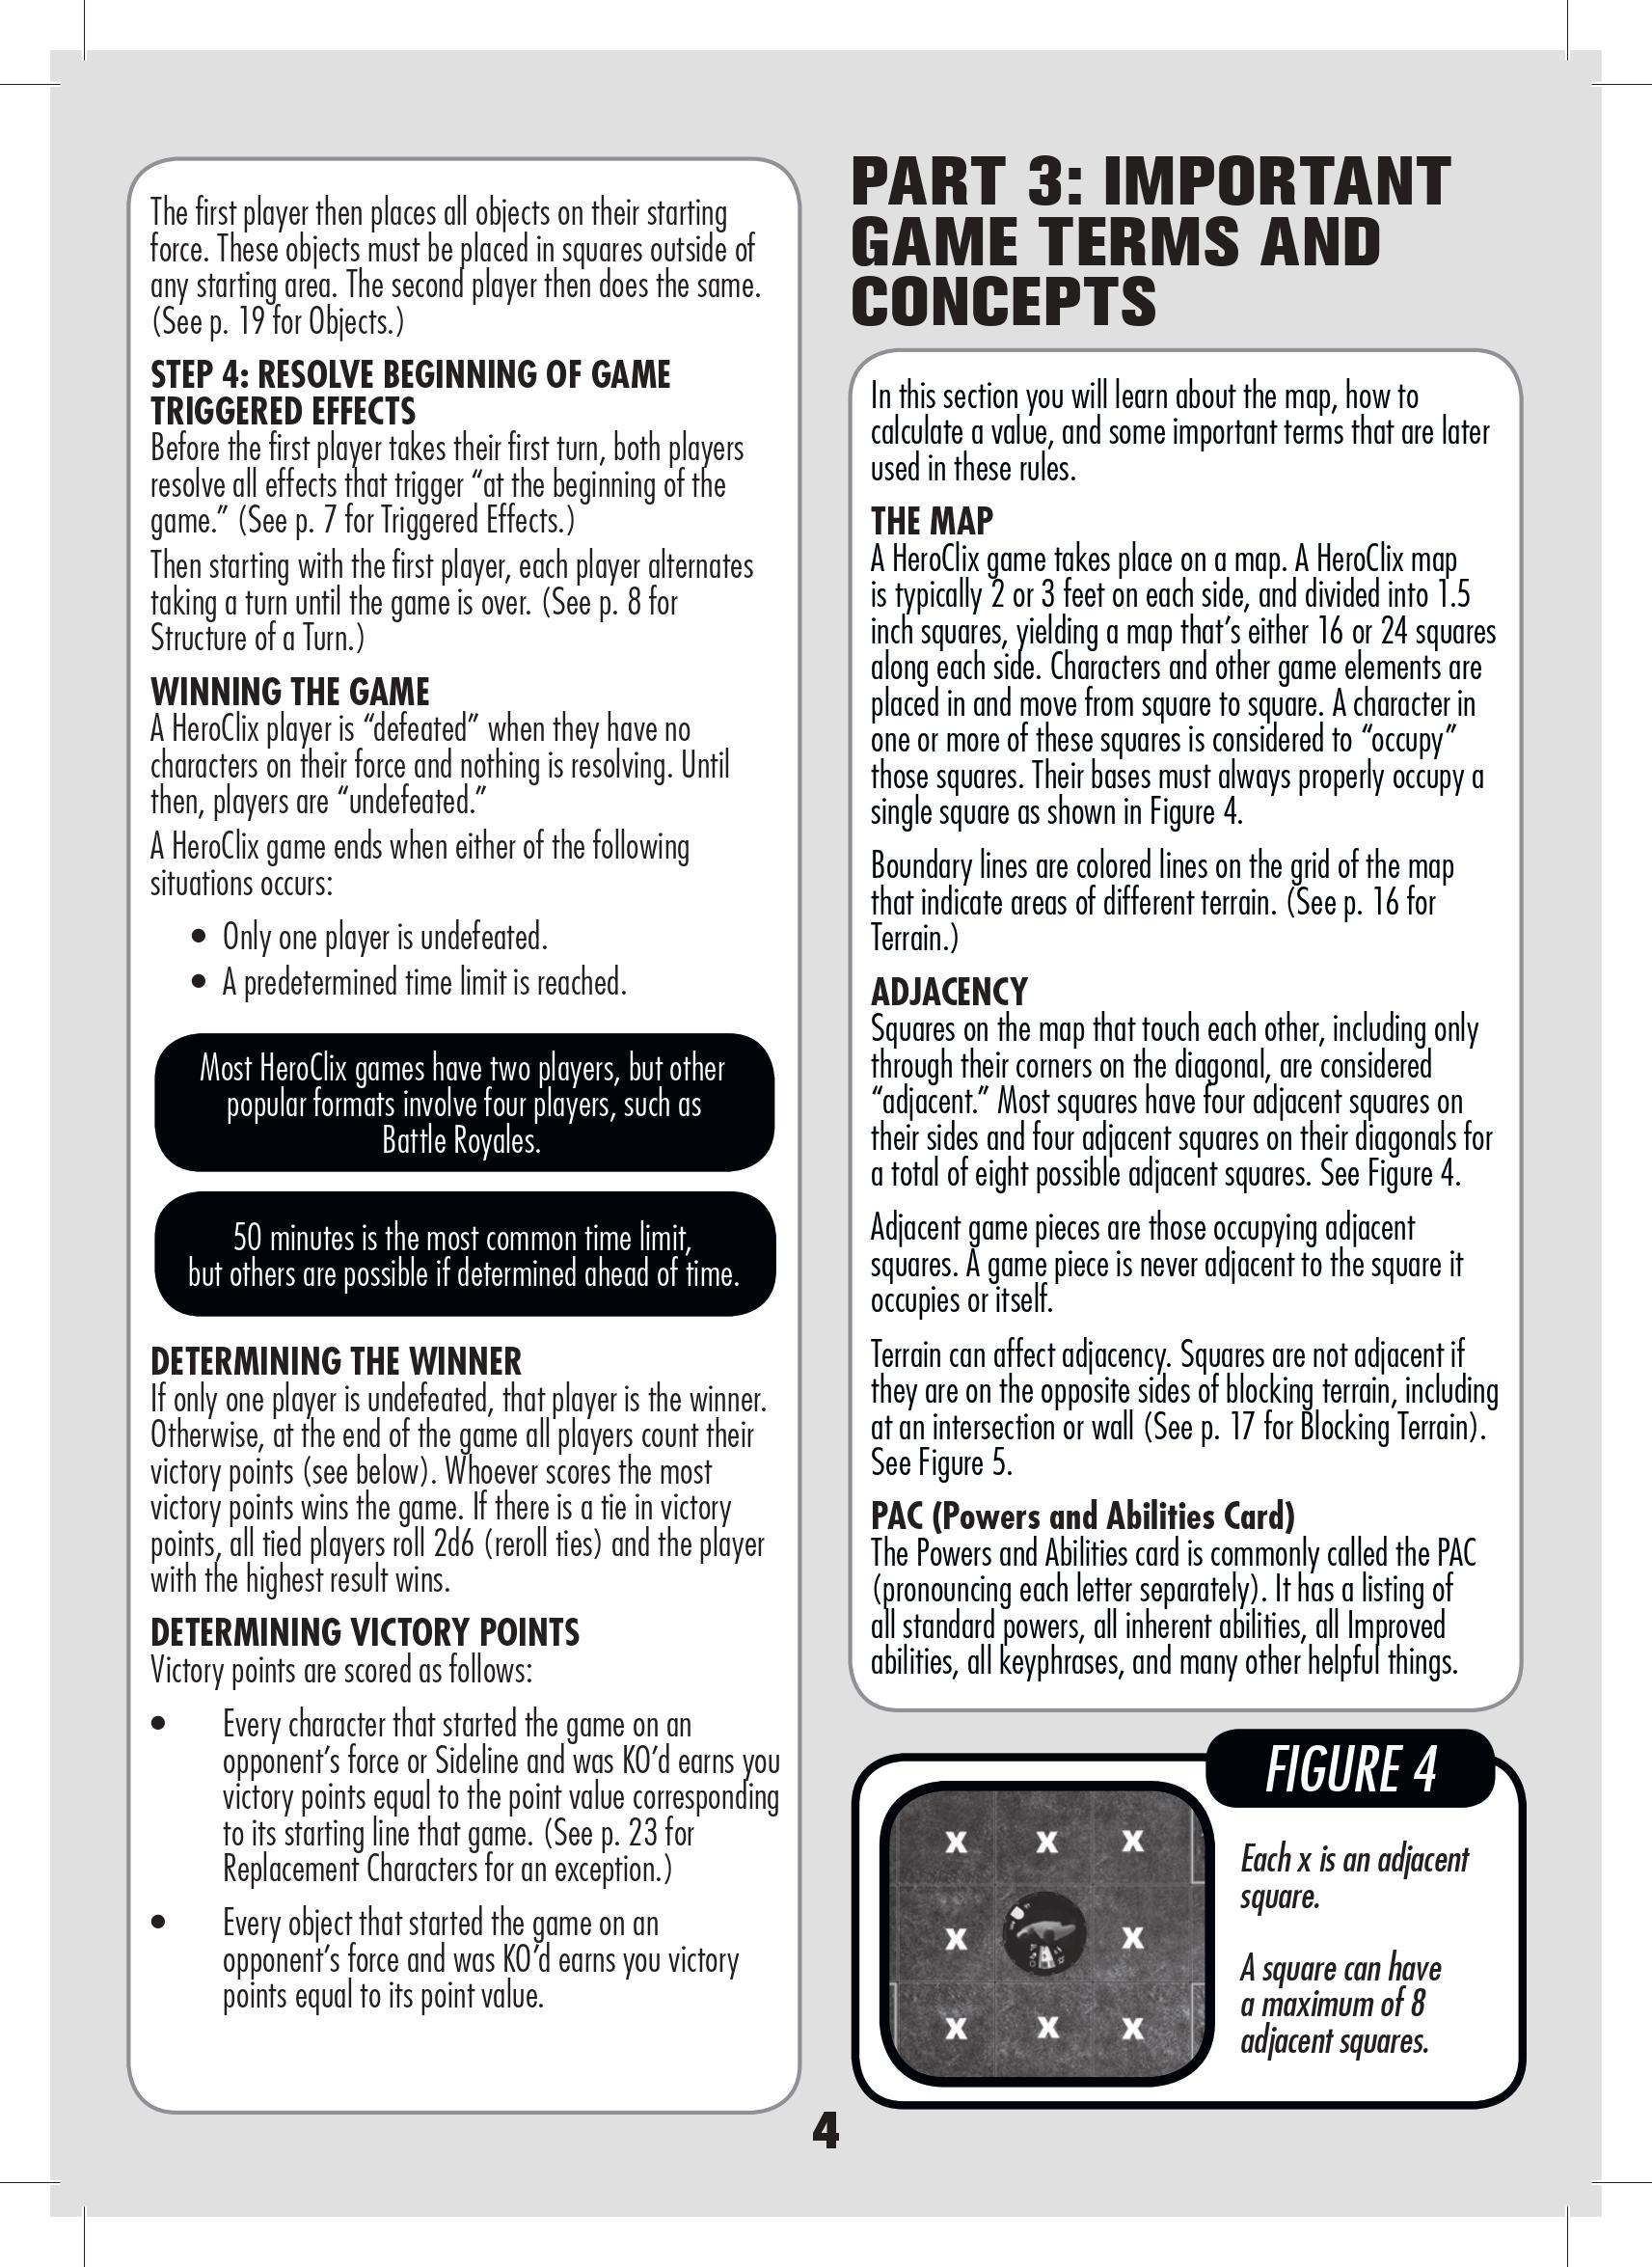 The first player then places all objects on their starting
force. These objects must be placed in squares outside of
any starting area. The second player then does the same.
(See p. 19 for Objects.)
STEP 4: RESOLVE BEGINNING OF GAME
TRIGGERED EFFECTS
Before the first player takes their first turn, both players
resolve all effects that trigger “at the beginning of the
game.” (See p. 7 for Triggered Effects.)
Then starting with the first player, each player alternates
taking a turn until the game is over. (See p. 8 for
Structure of a Turn.)
WINNING THE GAME
A HeroClix player is “defeated” when they have no
characters on their force and nothing is resolving. Until
then, players are “undefeated.”
A HeroClix game ends when either of the following
situations occurs:
• Only one player is undefeated.
• A predetermined time limit is reached.
Most HeroClix games have two players, but other
popular formats involve four players, such as
Battle Royales.
50 minutes is the most common time limit,
but others are possible if determined ahead of time.
DETERMINING THE WINNER
If only one player is undefeated, that player is the winner.
Otherwise, at the end of the game all players count their
victory points (see below). Whoever scores the most
victory points wins the game. If there is a tie in victory
points, all tied players roll 2d6 (reroll ties) and the player
with the highest result wins.
DETERMINING VICTORY POINTS
Victory points are scored as follows:
• Every character that started the game on an
opponent’s force or Sideline and was KO’d earns you
victory points equal to the point value corresponding
to its starting line that game. (See p. 23 for
Replacement Characters for an exception.)
• Every object that started the game on an
opponent’s force and was KO’d earns you victory
points equal to its point value.
PART 3: IMPORTANT
GAME TERMS AND
CONCEPTS
In this section you will learn about the map, how to
calculate a value, and some important terms that are later
used in these rules.
THE MAP
A HeroClix game takes place on a map. A HeroClix map
is typically 2 or 3 feet on each side, and divided into 1.5
inch squares, yielding a map that’s either 16 or 24 squares
along each side. Characters and other game elements are
placed in and move from square to square. A character in
one or more of these squares is considered to “occupy”
those squares. Their bases must always properly occupy a
single square as shown in Figure 4.
Boundary lines are colored lines on the grid of the map
that indicate areas of different terrain. (See p. 16 for
Terrain.)
ADJACENCY
Squares on the map that touch each other, including only
through their corners on the diagonal, are considered
“adjacent.” Most squares have four adjacent squares on
their sides and four adjacent squares on their diagonals for
a total of eight possible adjacent squares. See Figure 4.
Adjacent game pieces are those occupying adjacent
squares. A game piece is never adjacent to the square it
occupies or itself.
Terrain can affect adjacency. Squares are not adjacent if
they are on the opposite sides of blocking terrain, including
at an intersection or wall (See p. 17 for Blocking Terrain).
See Figure 5.
PAC (Powers and Abilities Card)
The Powers and Abilities card is commonly called the PAC
(pronouncing each letter separately). It has a listing of
all standard powers, all inherent abilities, all Improved
abilities, all keyphrases, and many other helpful things.
FIGURE 4
X X X
X X
X X X
Each x is an adjacent
square.
A square can have
a maximum of 8
adjacent squares.
4